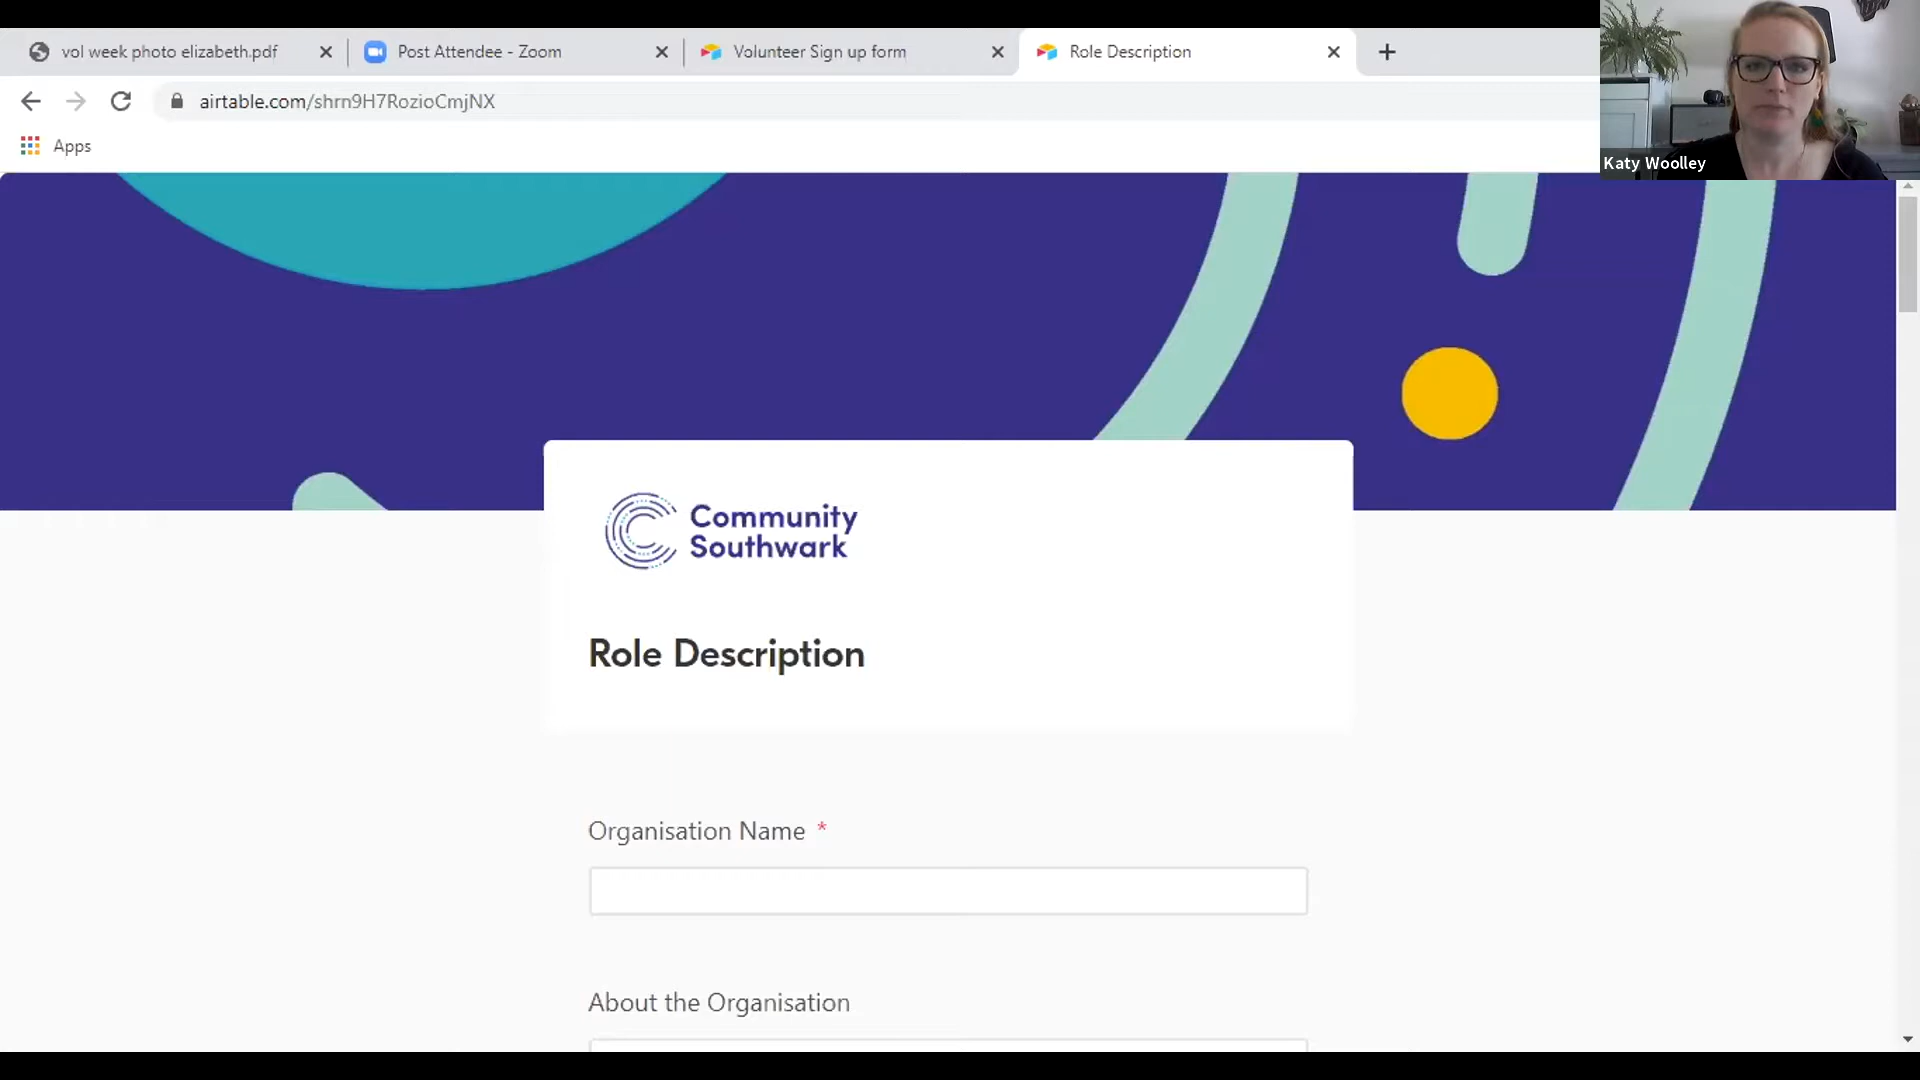 vol week photo elizabeth.pdf
Post Attendee - Zoom
Volunteer Sign up form
Role Description
airtable.com/shrn9H7RozioCmjNX
Apps
Katy Woolley
Community
Southwark
Role Description
Organisation Name *
About the Organisation